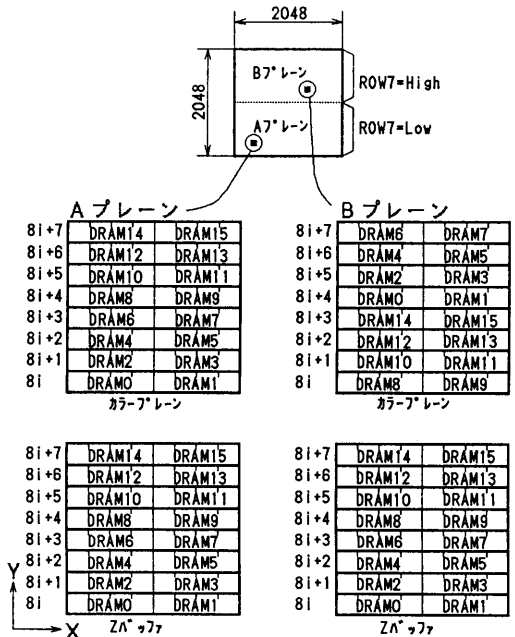 2048
2048
Bプレーン
Aプレーン
ROW7=High
ROW7=Low
Aプレーン
8i+7 DRAM14 DRAM15
8i+6 DRAM12 DRAM13
8i+5 DRAM10 DRAM11
8i+4 DRAM8 DRAM9
8i+3 DRAM6 DRAM7
8i+2 DRAM4 DRAM5
8i+1 DRAM2 DRAM3
8i DRAM0 DRAM1
カラープレーン
Bプレーン
8i+7 DRAM6 DRAM7
8i+6 DRAM4 DRAM5
8i+5 DRAM2 DRAM3
8i+4 DRAM0 DRAM1
8i+3 DRAM14 DRAM15
8i+2 DRAM12 DRAM13
8i+1 DRAM10 DRAM11
8i DRAM8 DRAM9
カラープレーン
8i+7 DRAM14 DRAM15
8i+6 DRAM12 DRAM13
8i+5 DRAM10 DRAM11
8i+4 DRAM8 DRAM9
8i+3 DRAM6 DRAM7
8i+2 DRAM4 DRAM5
8i+1 DRAM2 DRAM3
8i DRAM0 DRAM1
Zバッファ
8i+7 DRAM14 DRAM15
8i+6 DRAM12 DRAM13
8i+5 DRAM10 DRAM11
8i+4 DRAM8 DRAM9
8i+3 DRAM6 DRAM7
8i+2 DRAM4 DRAM5
8i+1 DRAM2 DRAM3
8i DRAM0 DRAM1
Zバッファ
Y
X